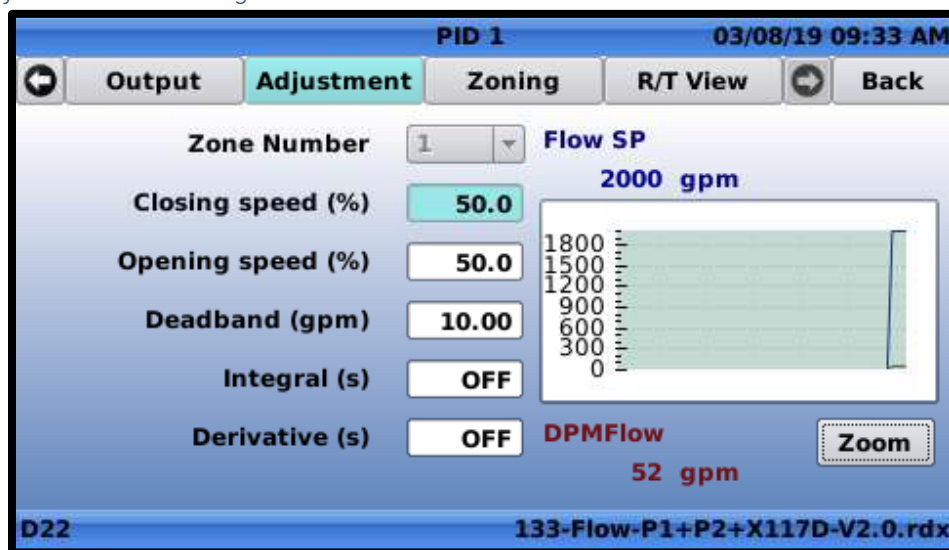 PID 1 03/08/19 09:33 AM
Output Adjustment Zoning R/T View Back
Zone Number 1 Flow SP
2000 gpm
Closing speed (%) 50.0
Opening speed (%) 50.0
Deadband (gpm) 10.00
Integral (s) OFF
Derivative (s) OFF
1800
1500
1200
900
600
300
0
DPMFlow
52 gpm
Zoom
D22 133-Flow-P1+P2+X117D-V2.0.rdx